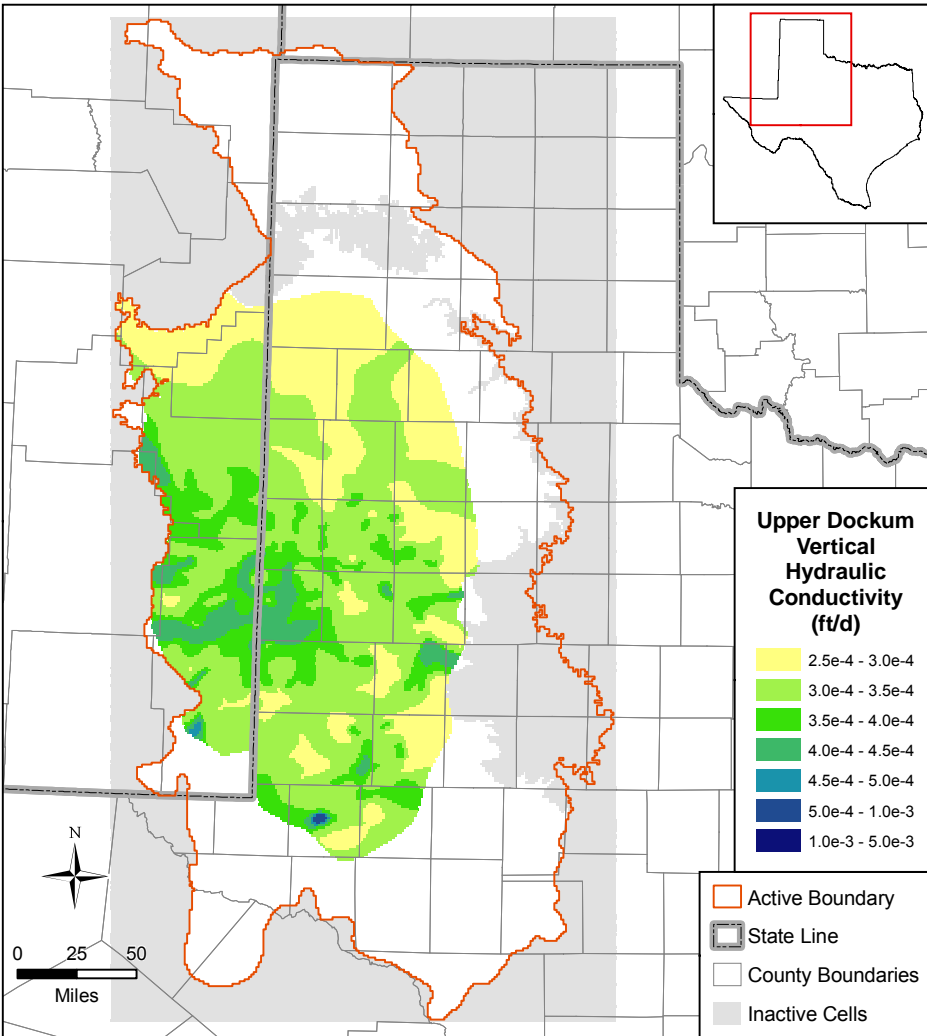 Upper Dockum
Vertical
Hydraulic
Conductivity
(ft/d)
2.5e-4 - 3.0e-4
3.0e-4 - 3.5e-4
3.5e-4 - 4.0e-4
4.0e-4 - 4.5e-4
4.5e-4 - 5.0e-4
5.0e-4 - 1.0e-3
1.0e-3 - 5.0e-3
N
0 25 50
Miles
Active Boundary
State Line
County Boundaries
Inactive Cells